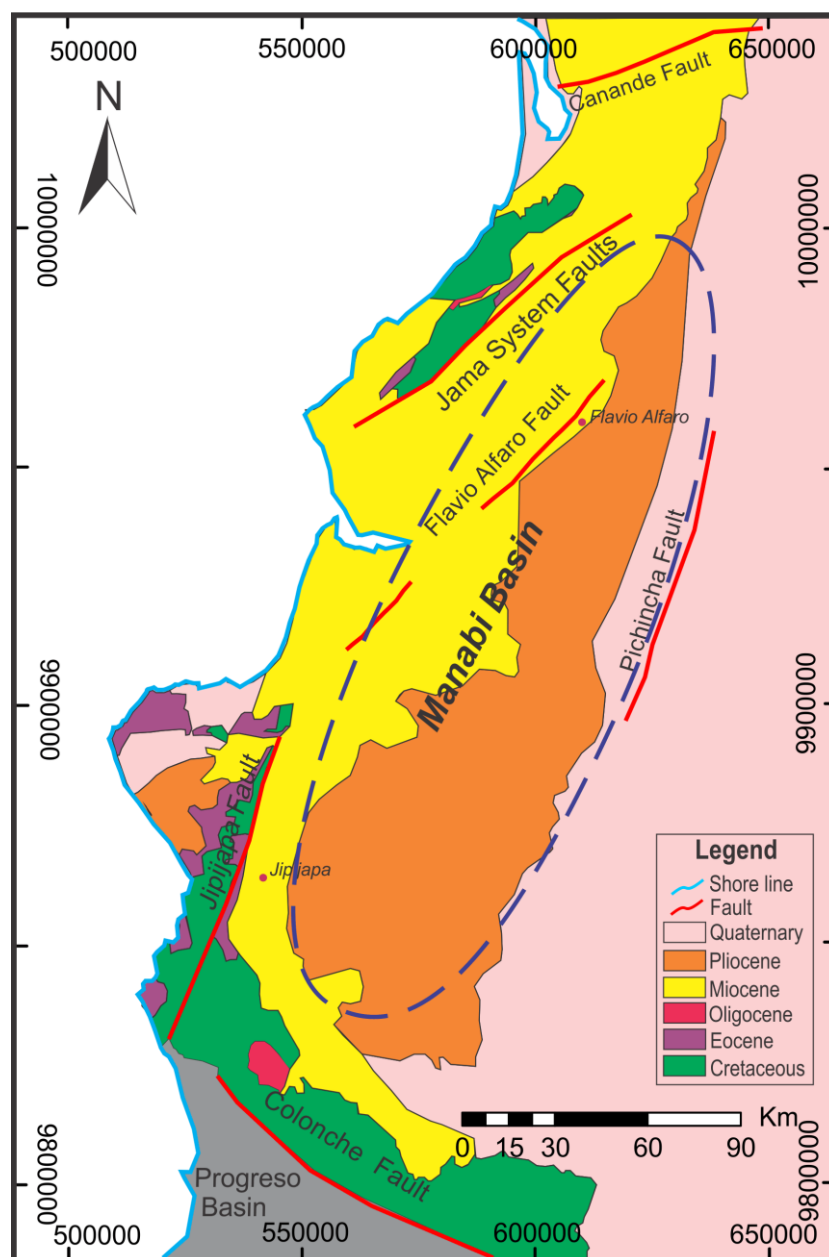 500000
550000
600000
650000
Canande Fault
N
10000000
10000000
Jama System Faults
Flavio Alfaro Fault
Flavio Alfaro
Manabi Basin
Pichincha Fault
9900000
9900000
Jipijapa Fault
Jipijapa
Legend
Shore line
Fault
Quaternary
Pliocene
Miocene
Oligocene
Eocene
Cretaceous
Colonche Fault
Km
0 15 30 60 90
Progreso
Basin
9800000
9800000
500000
550000
600000
650000